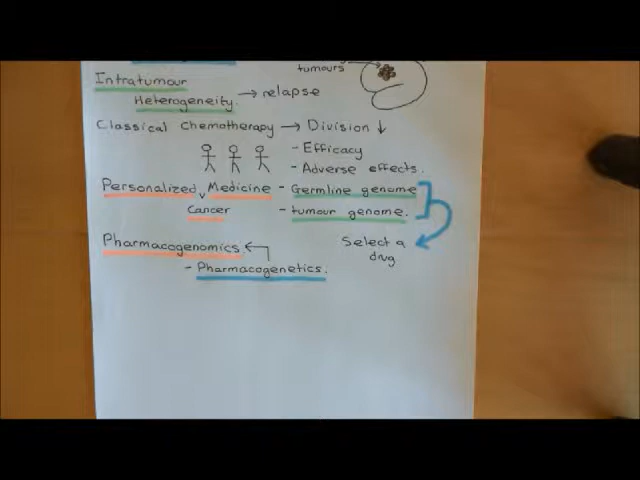 tumours
Intratumour
Heterogeneity. → relapse
Classical Chemotherapy → Division ↓
- Efficacy
- Adverse effects.
Personalized Medicine - Germline genome
Cancer - tumour genome.
Pharmacogenomics
Select a
drug
- Pharmacogenetics.